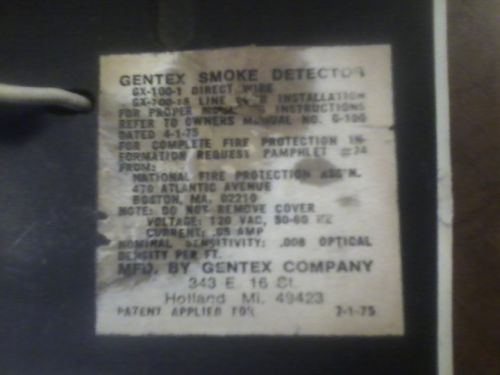 GENTEX SMOKE DETECTOR
GX-100-1 DIRECT WIRE
LINE INSTALLATION
FOR PROPER INSTRUCTIONS
REFER TO OWNERS MANUAL NO. G-100
DATED 4-1-75
FOR COMPLETE FIRE PROTECTION IN-
FORMATION REQUEST PAMPHLET #74
FROM:
NATIONAL FIRE PROTECTION ASS'N.
470 ATLANTIC AVENUE
BOSTON, MA. 02210
NOTE: DO NOT REMOVE COVER
VOLTAGE: 120 VAC, 50-60
CURRENT: .05 AMP
NOMINAL SENSITIVITY: .008 OPTICAL
DENSITY PER FT.
MFD. BY GENTEX COMPANY
343 E. 16 St.
Holland Mi. 49423
PATENT APPLIED FOR 7-1-75